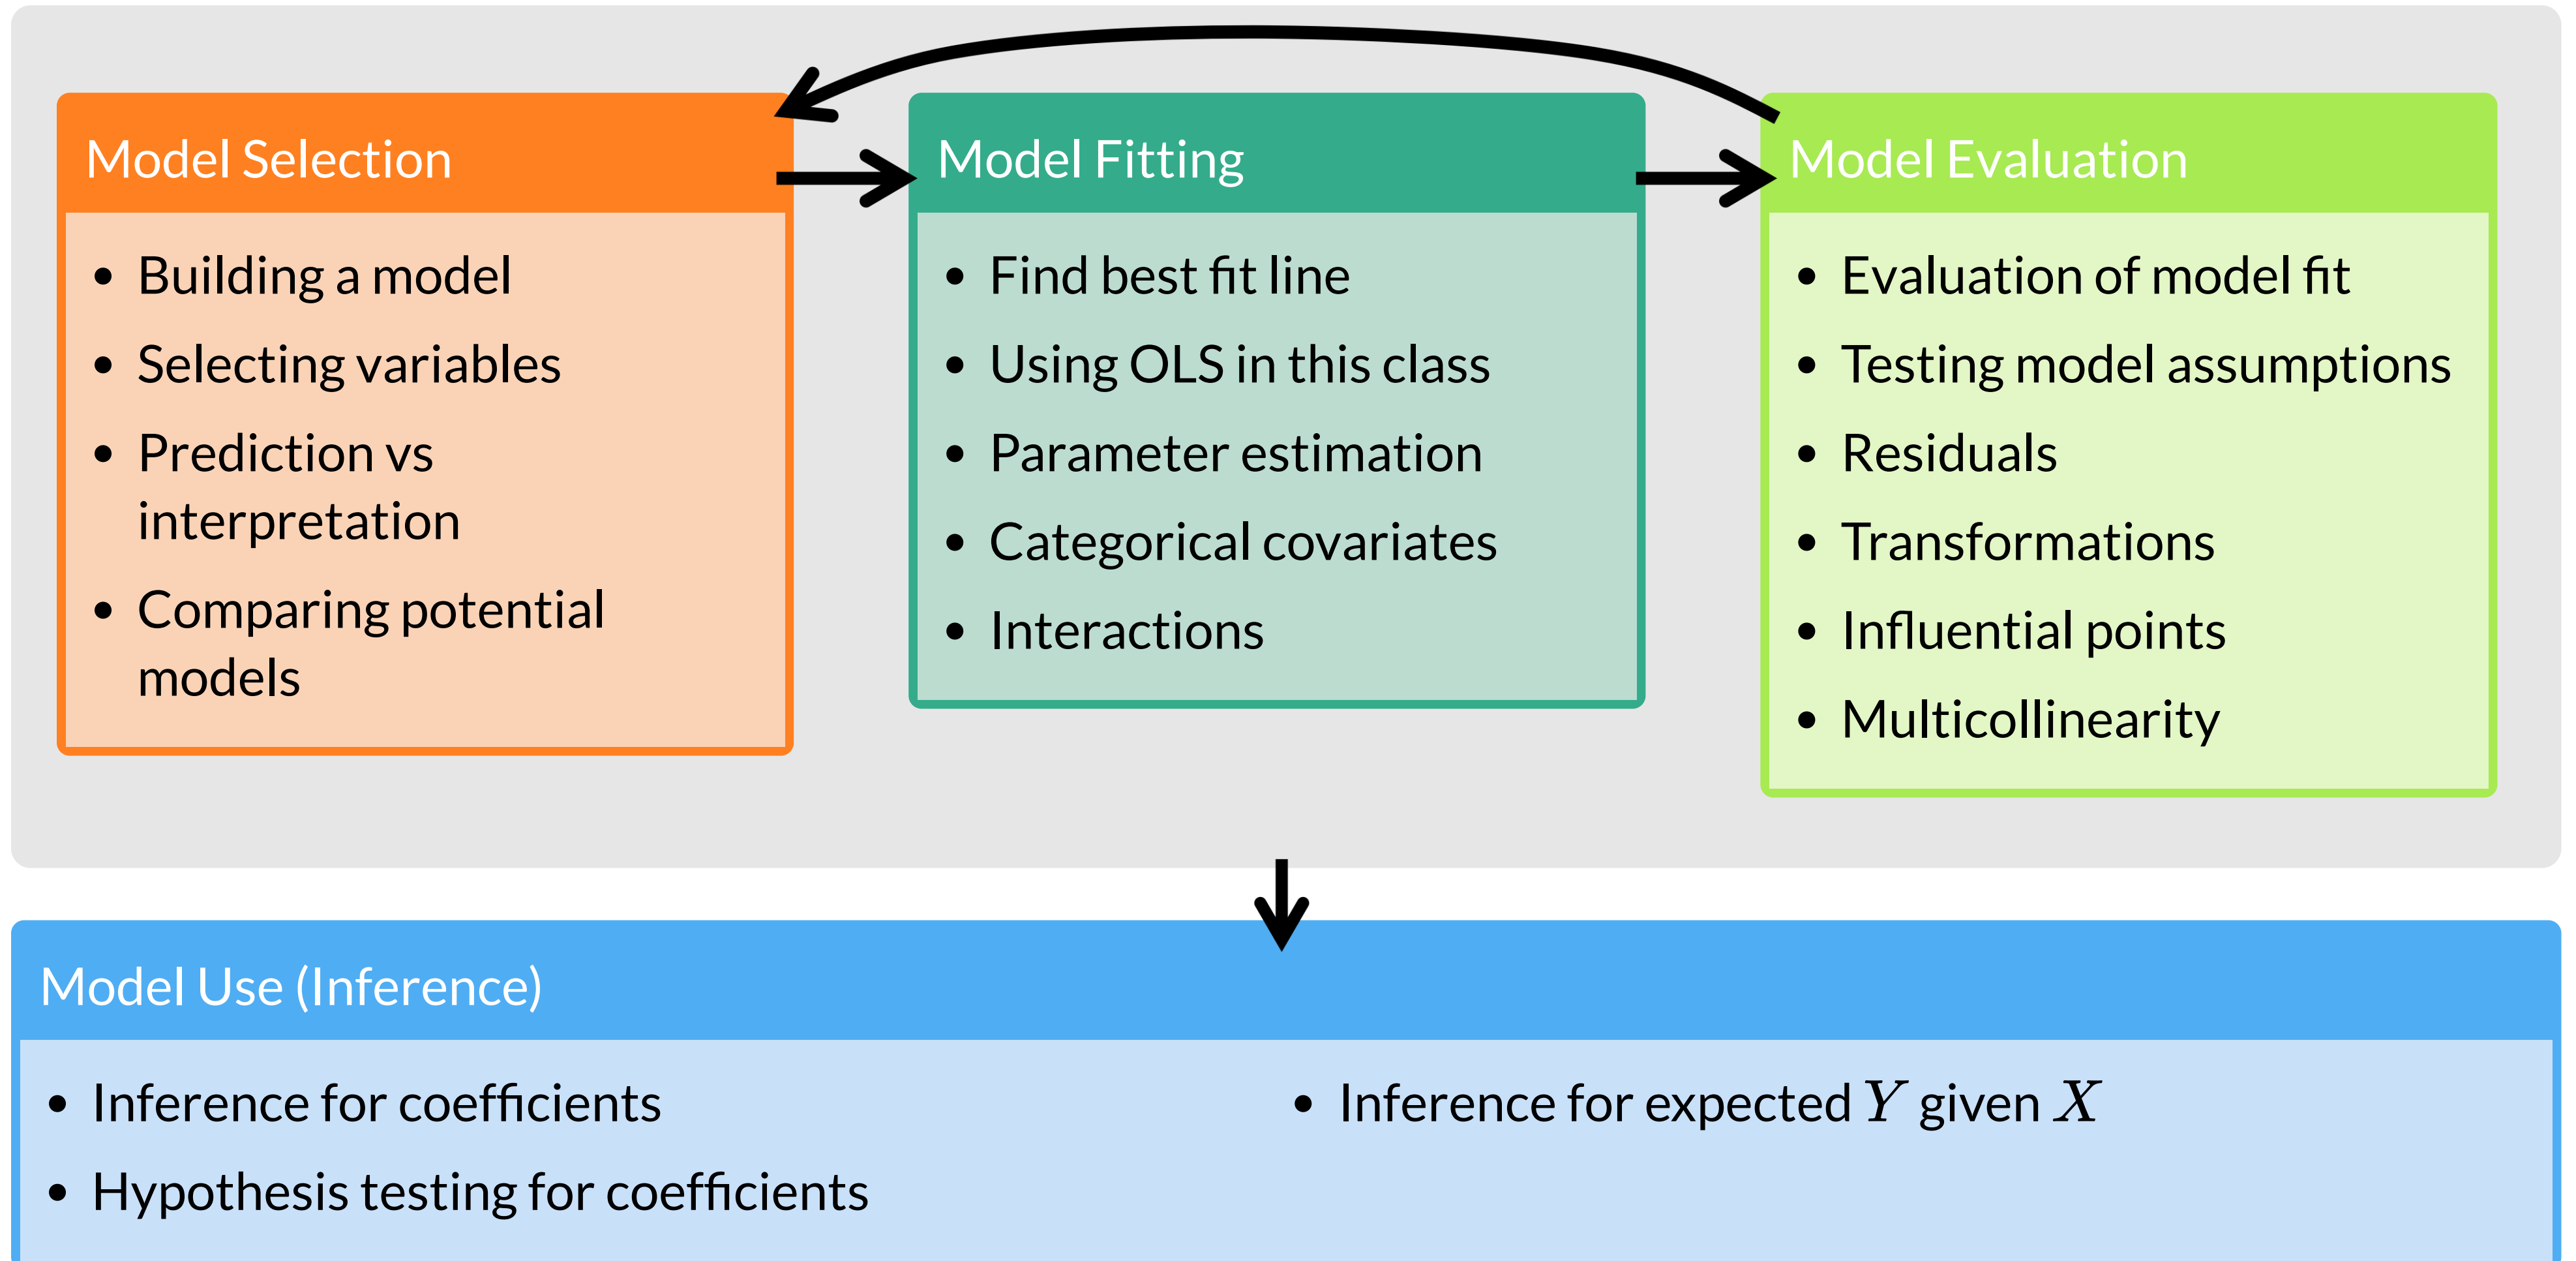 Model Selection
• Building a model
• Selecting variables
• Prediction vs
interpretation
• Comparing potential
models
Model Fitting
• Find best fit line
• Using OLS in this class
• Parameter estimation
• Categorical covariates
• Interactions
Model Evaluation
• Evaluation of model fit
• Testing model assumptions
• Residuals
• Transformations
• Influential points
• Multicollinearity
Model Use (Inference)
• Inference for coefficients
• Hypothesis testing for coefficients
• Inference for expected Y given X